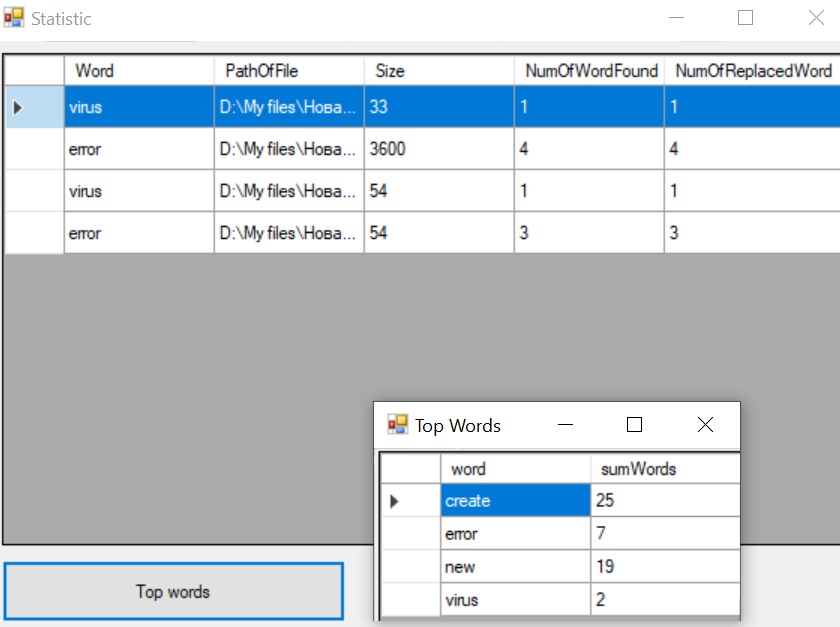 Statistic
Word PathOfFile Size NumOfWordFound NumOfReplacedWord
virus D:\My files\Нова... 33 1 1
error D:\My files\Нова... 3600 4 4
virus D:\My files\Нова... 54 1 1
error D:\My files\Нова... 54 3 3
Top Words
word sumWords
create 25
error 7
new 19
virus 2
Top words